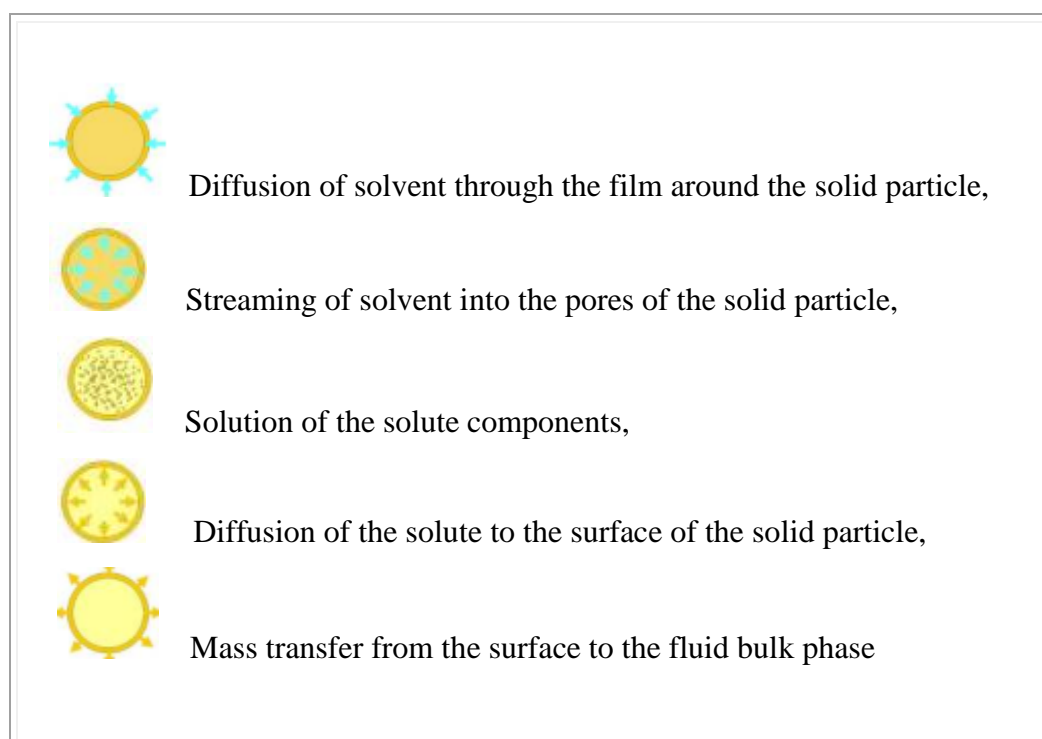 Diffusion of solvent through the film around the solid particle,
Streaming of solvent into the pores of the solid particle,
Solution of the solute components,
Diffusion of the solute to the surface of the solid particle,
Mass transfer from the surface to the fluid bulk phase